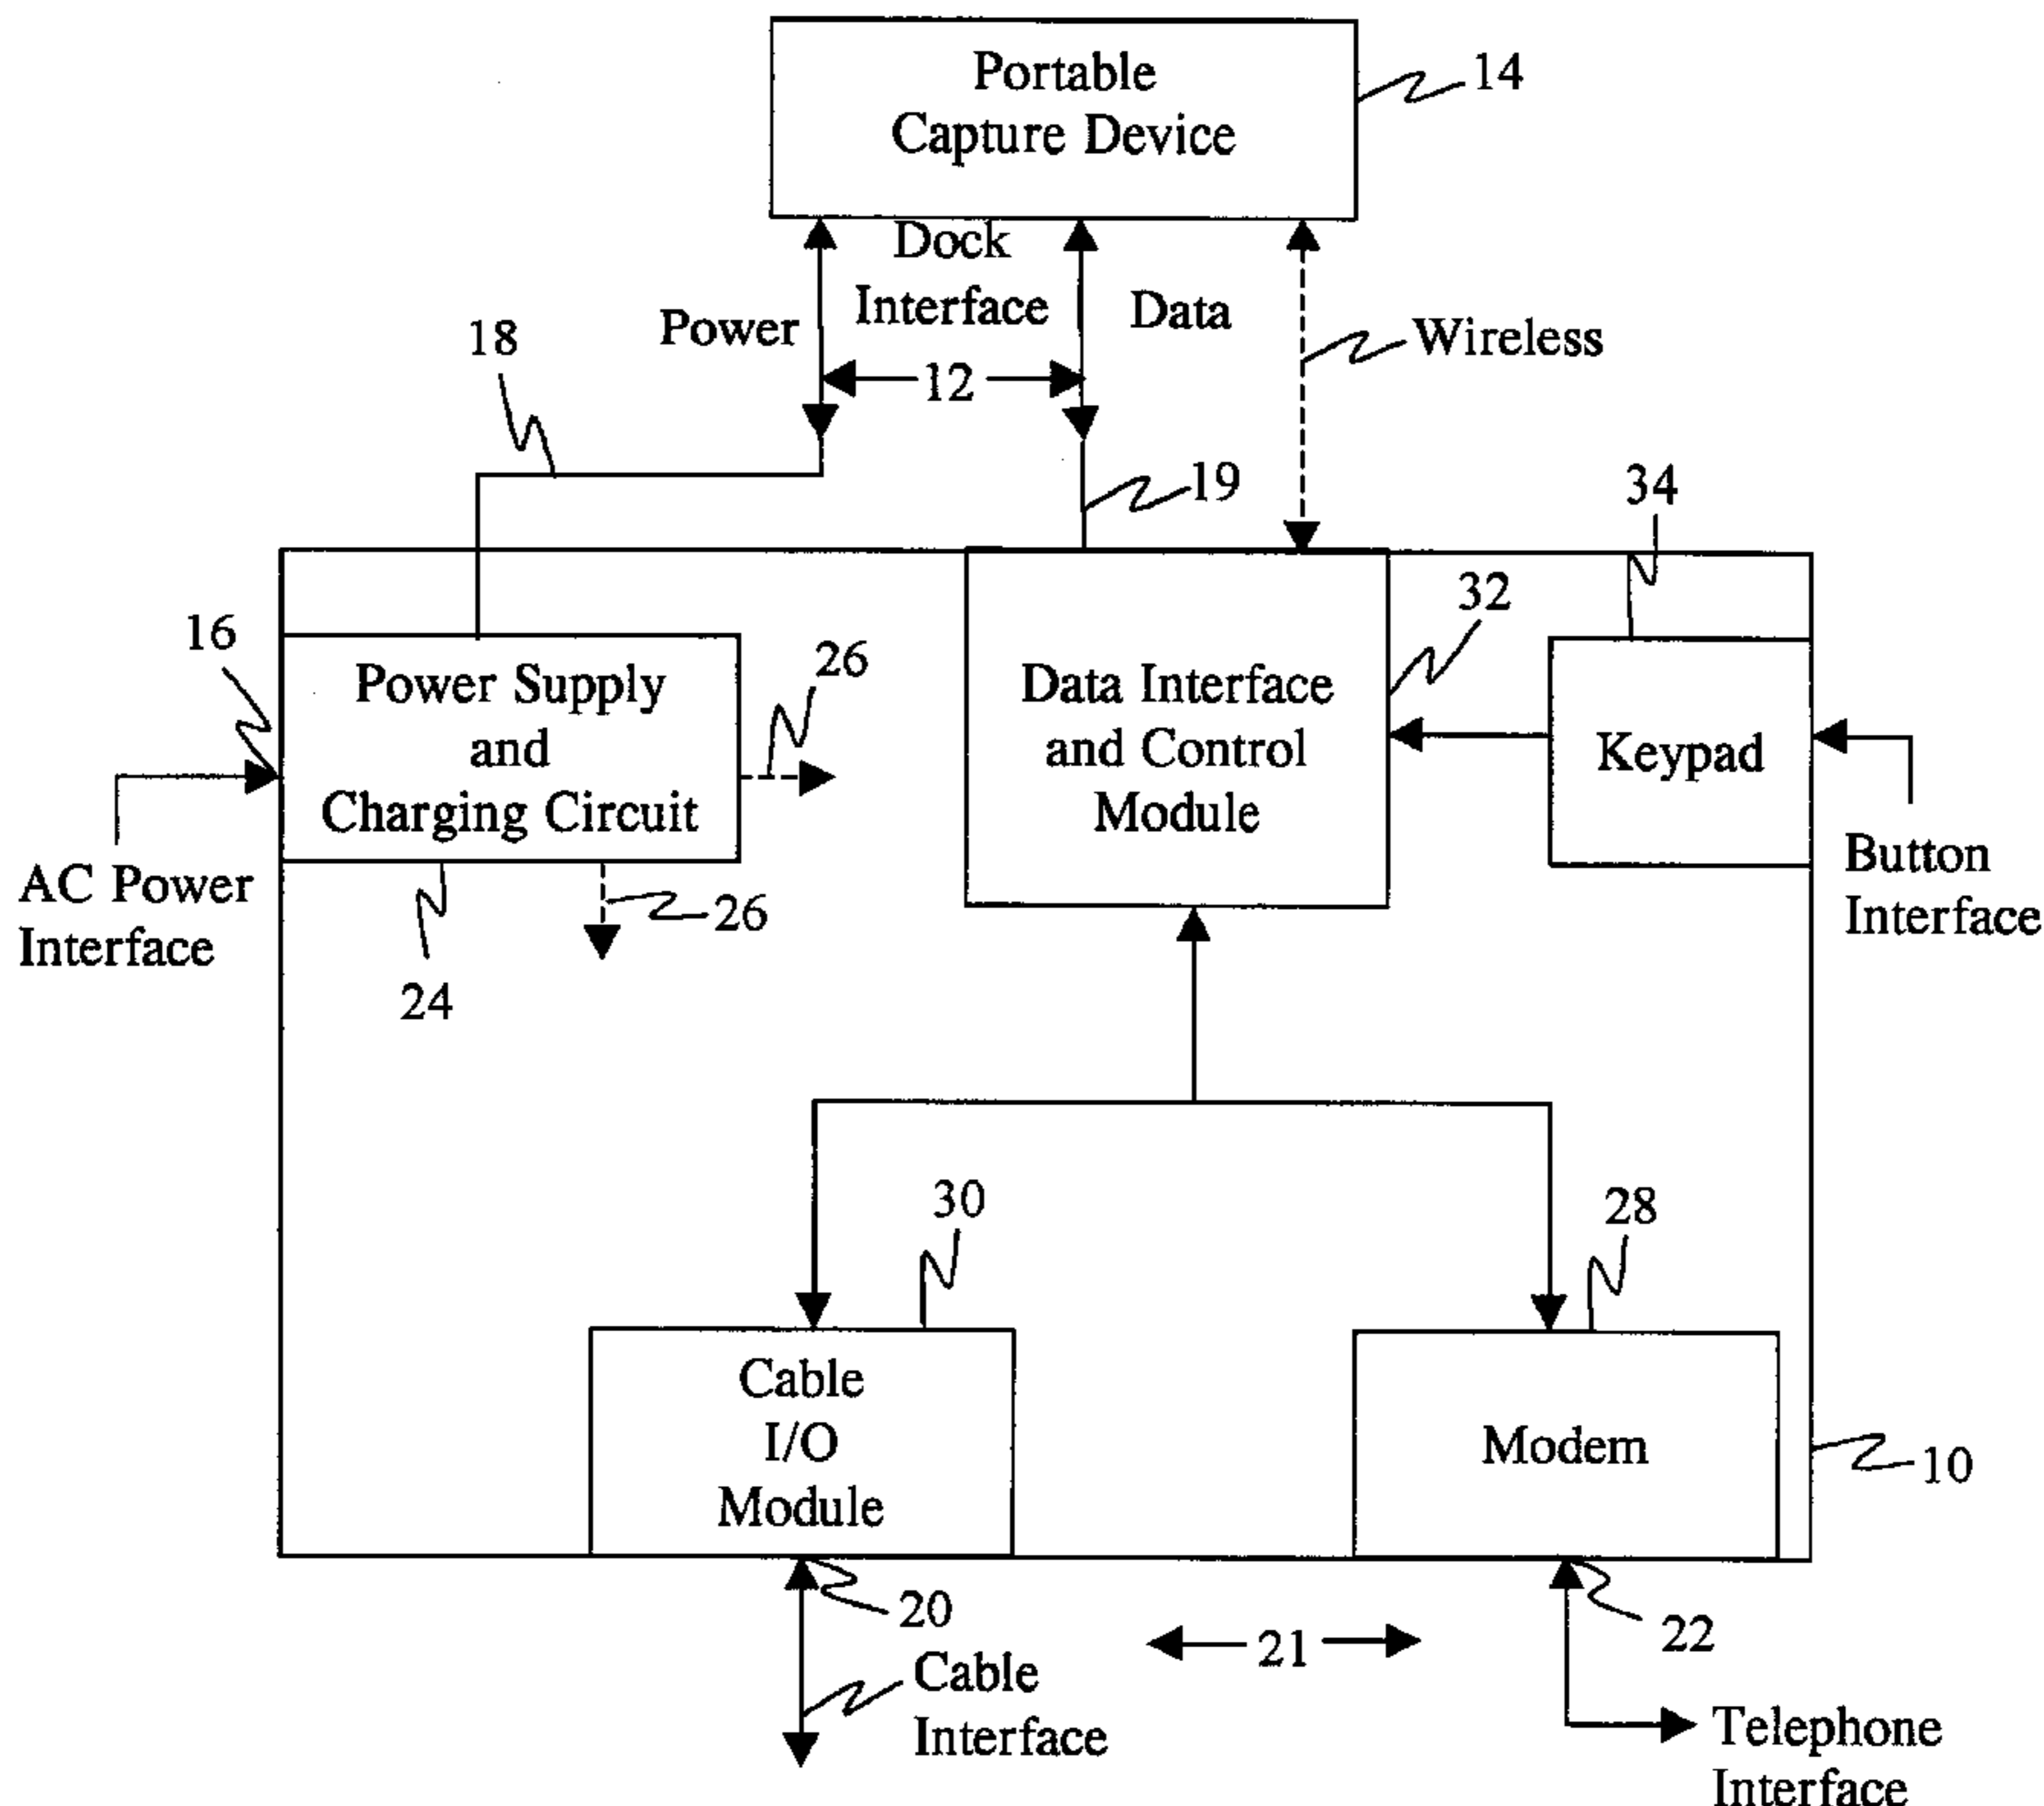 Portable
Capture Device
14
Dock
Interface
Power
Data
Wireless
18
12
19
34
32
16
26
Power Supply
and
Charging Circuit
Data Interface
and Control
Module
Keypad
AC Power
Interface
Button
Interface
26
24
30
28
Cable
I/O
Module
Modem
10
20
21
22
Cable
Interface
Telephone
Interface